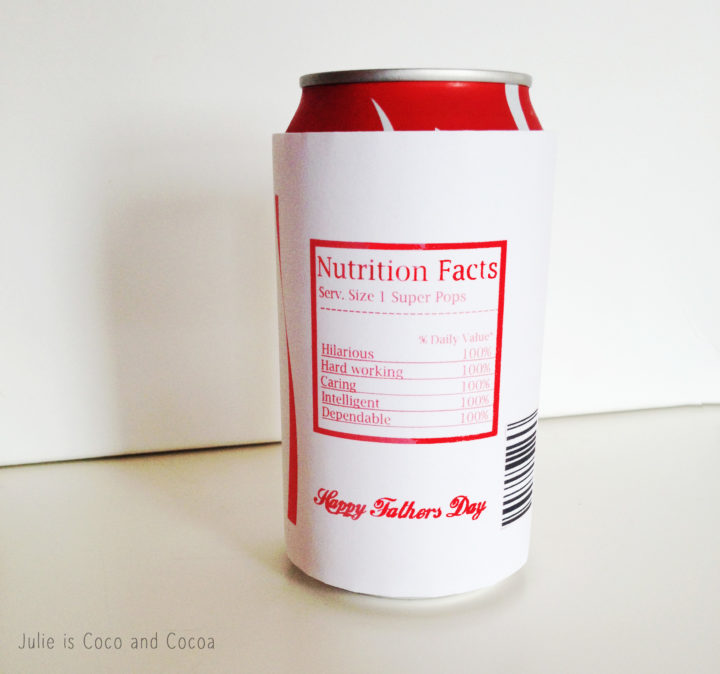 Nutrition Facts
Serv. Size 1 Super Pops
% Daily Value*
Hilarious 100%
Hard working 100%
Caring 100%
Intelligent 100%
Dependable 100%
Happy Fathers Day
Julie is Coco and Cocoa